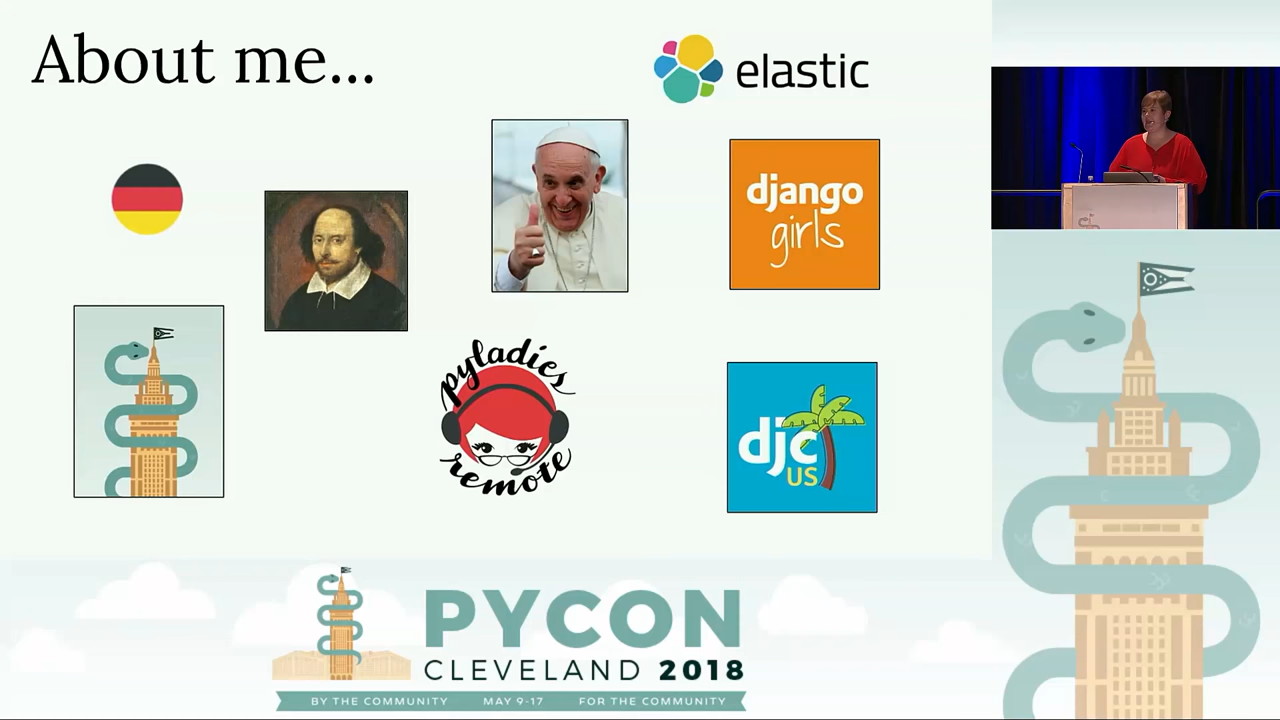 About me...
elastic
django
girls
pyladies
remote
djc
US
PYCON
CLEVELAND 2018
BY THE COMMUNITY MAY 9-17 FOR THE COMMUNITY